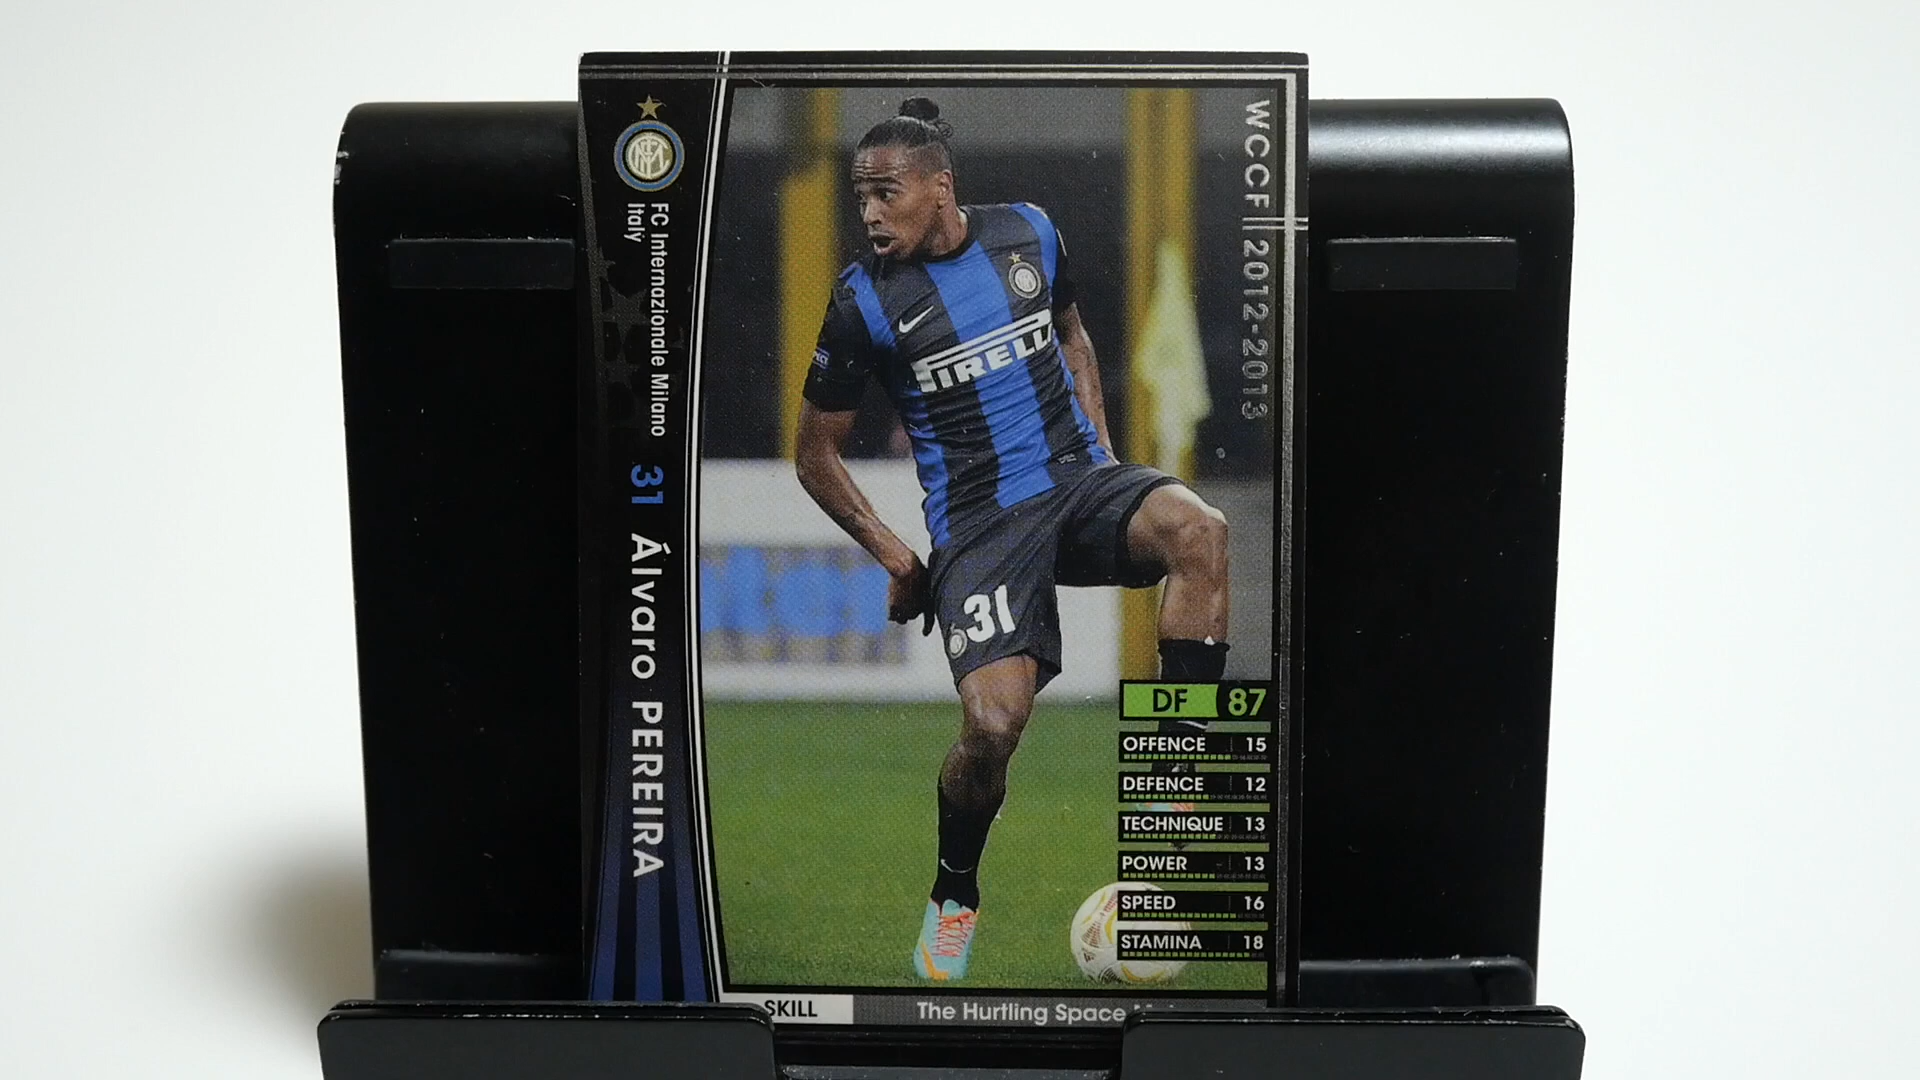 WCCF 2012-2013
FC Internazionale Milano
Italy
31 Álvaro PEREIRA
PIRELLI
31
DF 87
OFFENCE 15
DEFENCE 12
TECHNIQUE 13
POWER 13
SPEED 16
STAMINA 18
SKILL The Hurtling Space